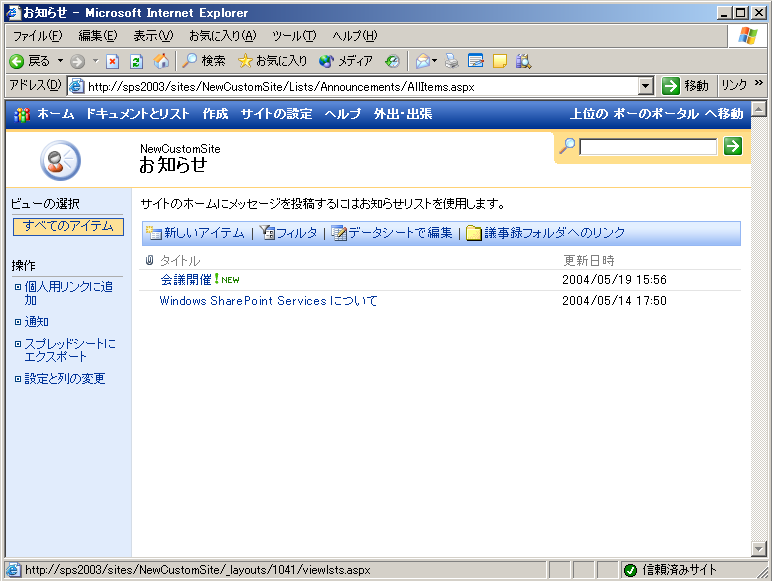 お知らせ - Microsoft Internet Explorer
ファイル(F) 編集(E) 表示(V) お気に入り(A) ツール(T) ヘルプ(H)
戻る 検索 お気に入り メディア
アドレス(D) http://sps2003/sites/NewCustomSite/Lists/Announcements/AllItems.aspx 移動 リンク »
ホーム ドキュメントとリスト 作成 サイトの設定 ヘルプ 外出・出張 上位の ポーのポータル へ移動
NewCustomSite
お知らせ
ビューの選択
すべてのアイテム
操作
個人用リンクに追
加
通知
スプレッドシートに
エクスポート
設定と列の変更
サイトのホームにメッセージを投稿するにはお知らせリストを使用します。
新しいアイテム | フィルタ | データシートで編集 | 議事録フォルダへのリンク
タイトル 更新日時
会議開催 ! NEW 2004/05/19 15:56
Windows SharePoint Services について 2004/05/14 17:50
http://sps2003/sites/NewCustomSite/_layouts/1041/viewlsts.aspx 信頼済みサイト